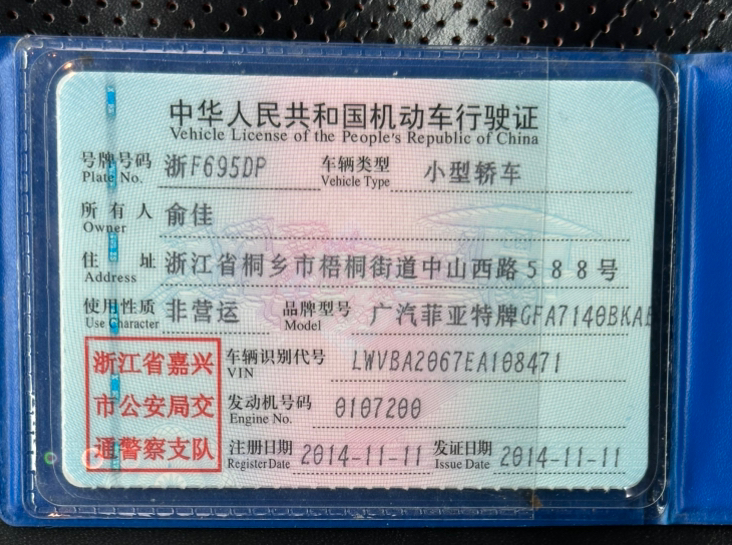 中华人民共和国机动车行驶证
Vehicle License of the People's Republic of China
号牌号码 浙F695DP 车辆类型 小型轿车
Plate No. Vehicle Type
所有人 俞佳
Owner
住址 浙江省桐乡市梧桐街道中山西路588号
Address
使用性质 非营运 品牌型号 广汽菲亚特牌GFA7140BKAE
Use Character Model
浙江省嘉兴 车辆识别代号 LWVBA2067EA108471
VIN
市公安局交 发动机号码 0107200
Engine No.
通警察支队 注册日期 2014-11-11 发证日期 2014-11-11
Register Date Issue Date